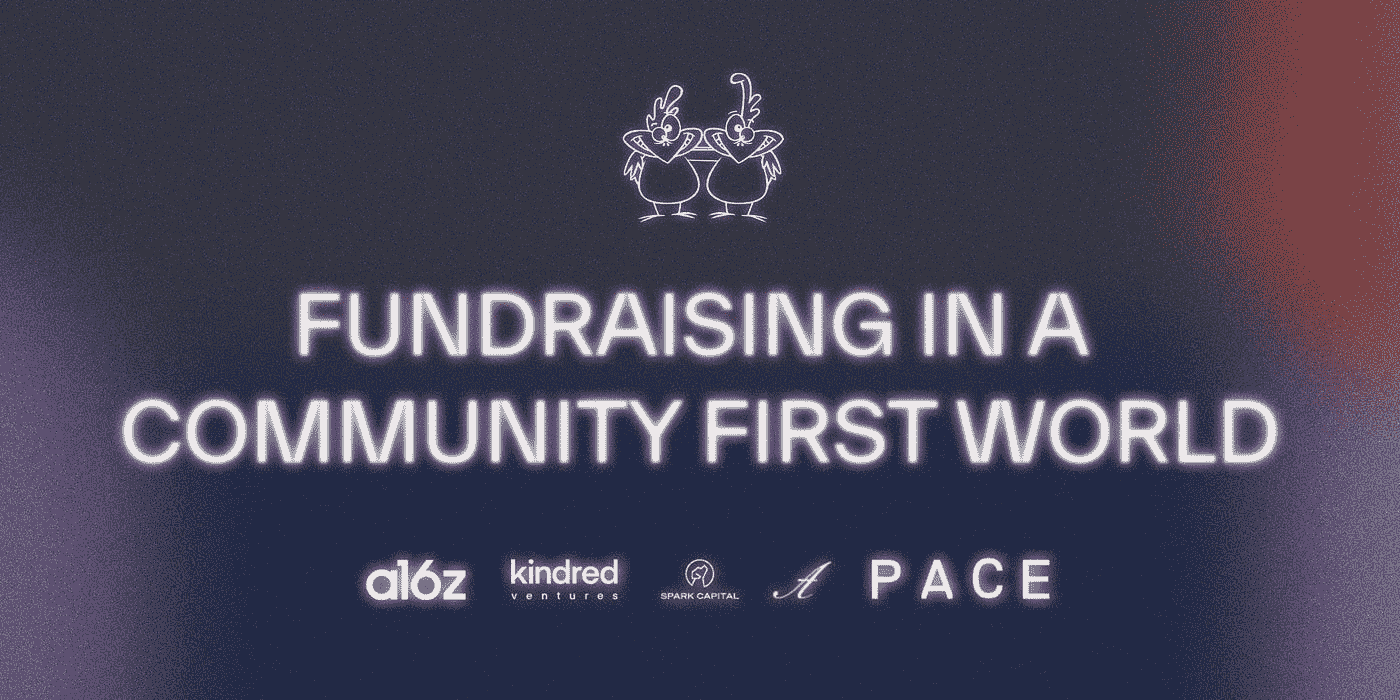 FUNDRAISING IN A
COMMUNITY FIRST WORLD
a16z kindred ventures SPARK CAPITAL A PACE